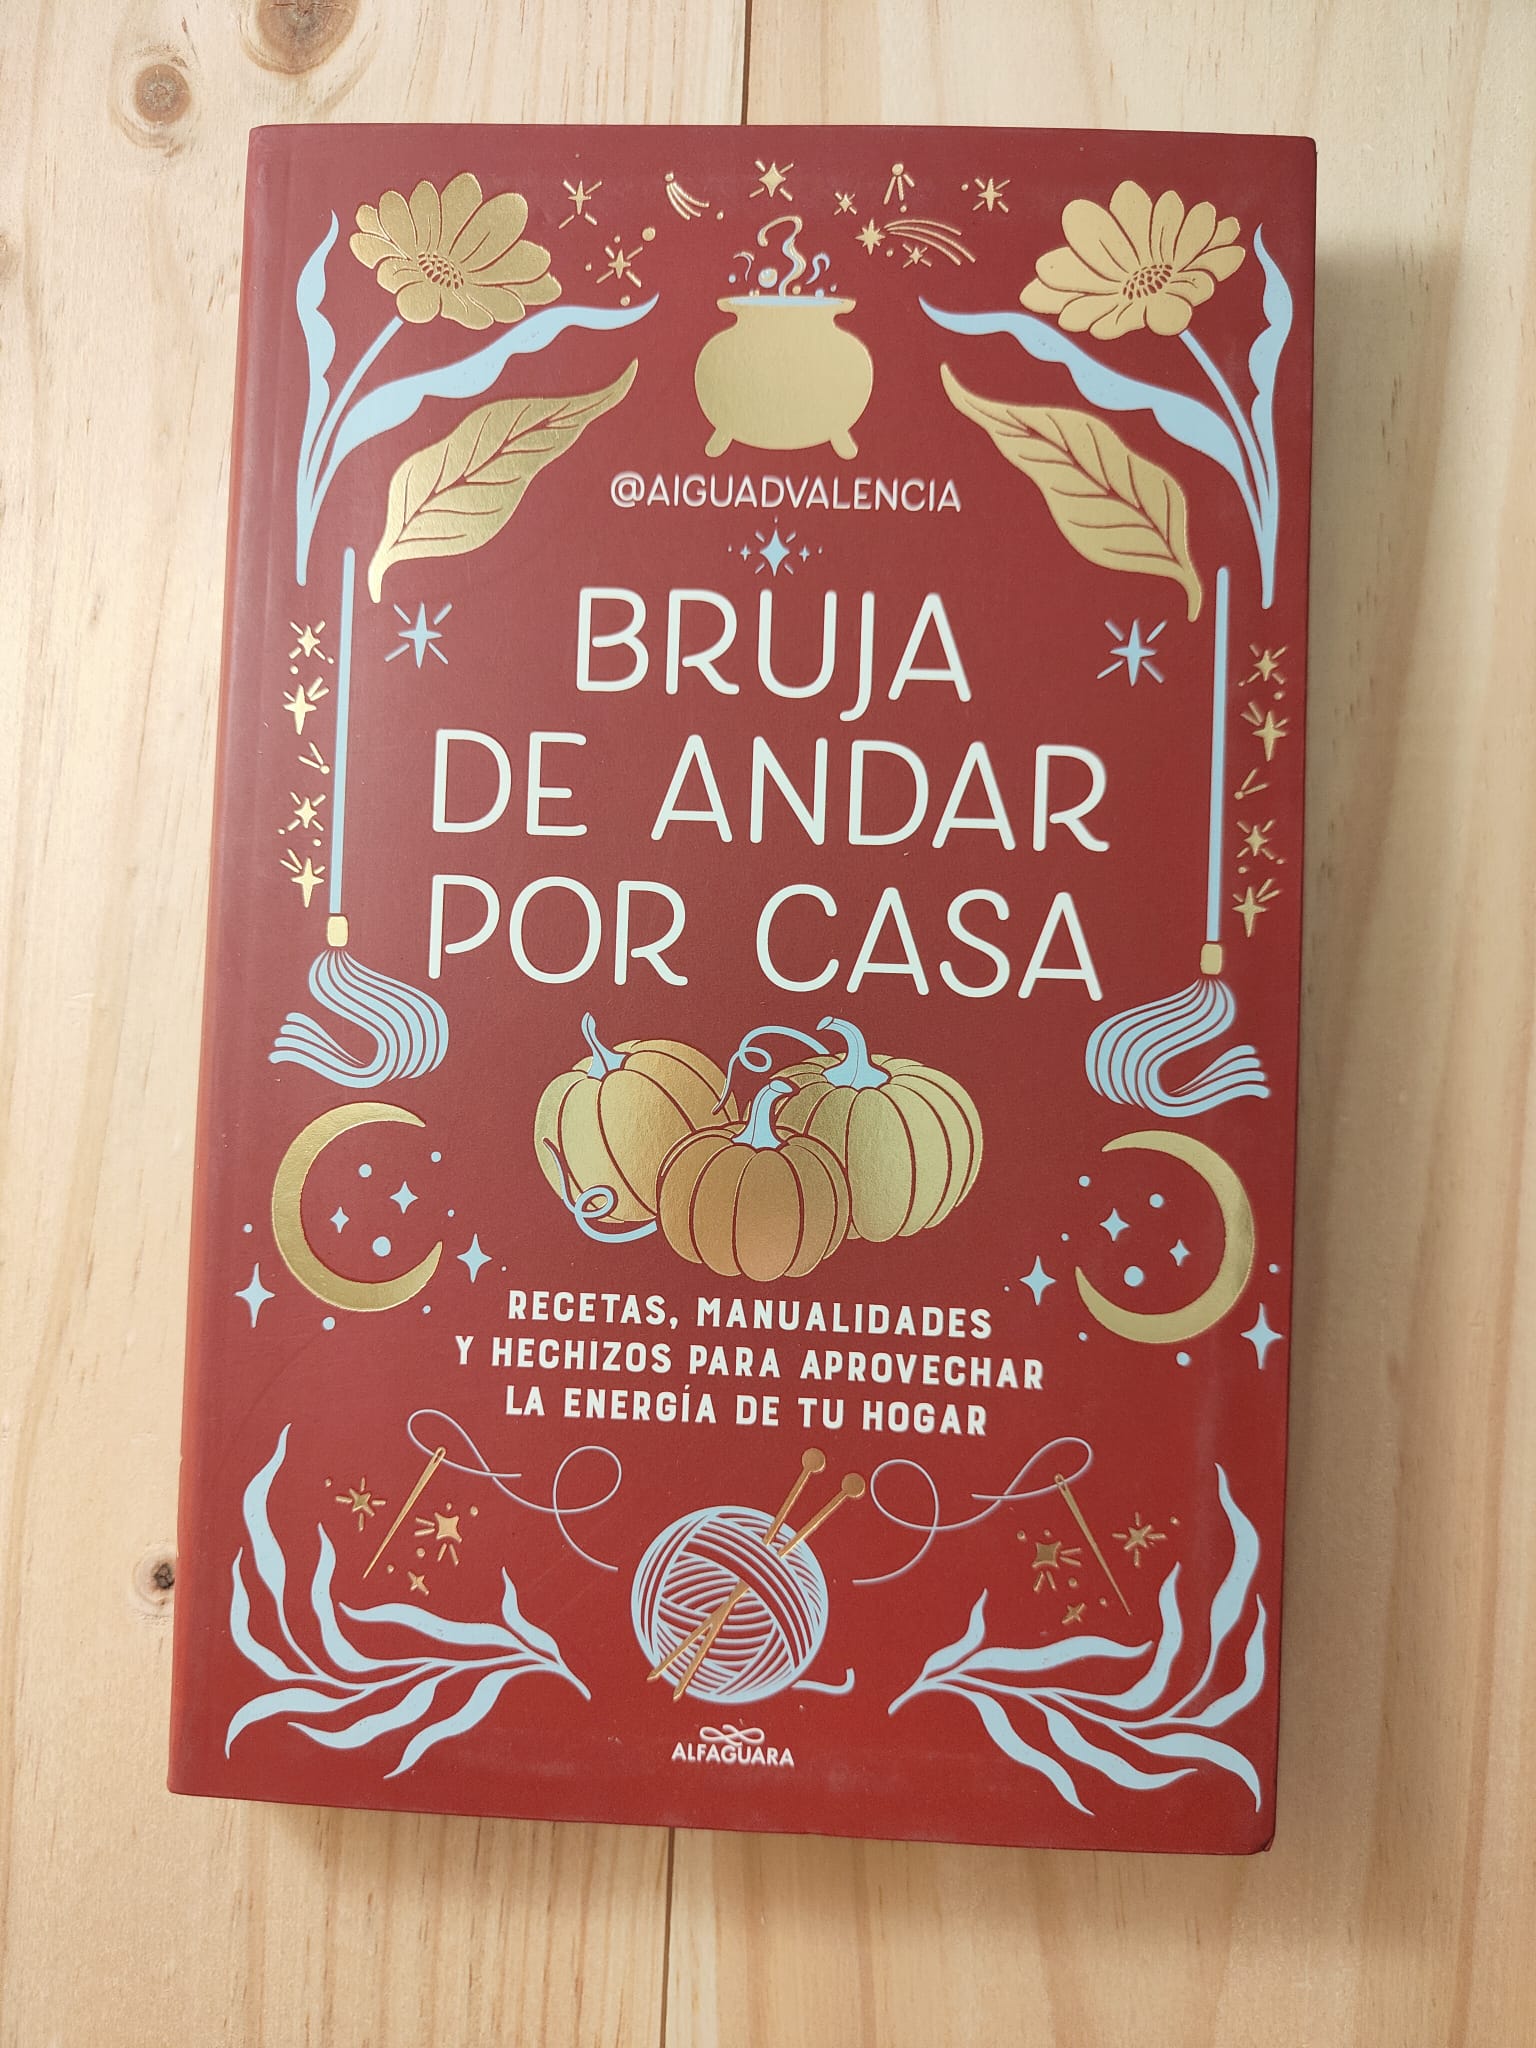 @AIGUADVALENCIA
BRUJA
DE ANDAR
POR CASA
RECETAS, MANUALIDADES
Y HECHIZOS PARA APROVECHAR
LA ENERGÍA DE TU HOGAR
ALFAGUARA